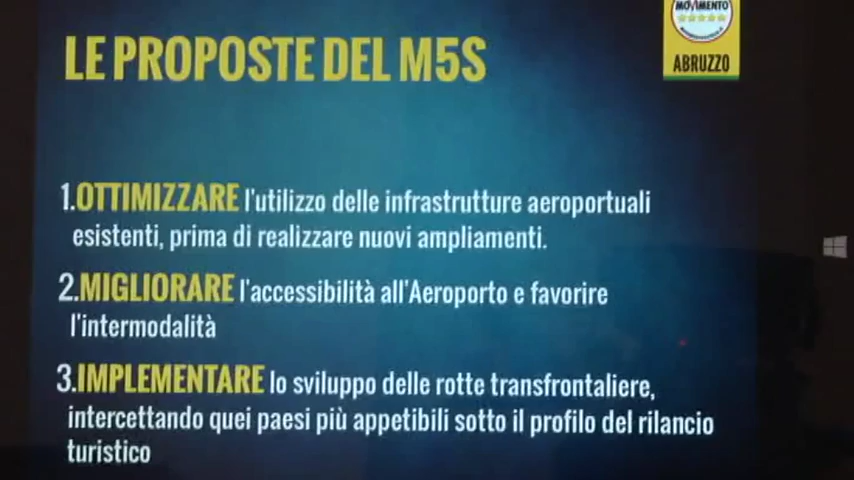 LE PROPOSTE DEL M5S
MOVIMENTO
ABRUZZO
1.OTTIMIZZARE l'utilizzo delle infrastrutture aeroportuali
esistenti, prima di realizzare nuovi ampliamenti.
2.MIGLIORARE l'accessibilità all'Aeroporto e favorire
l'intermodalità
3.IMPLEMENTARE lo sviluppo delle rotte transfrontaliere,
intercettando quei paesi più appetibili sotto il profilo del rilancio
turistico